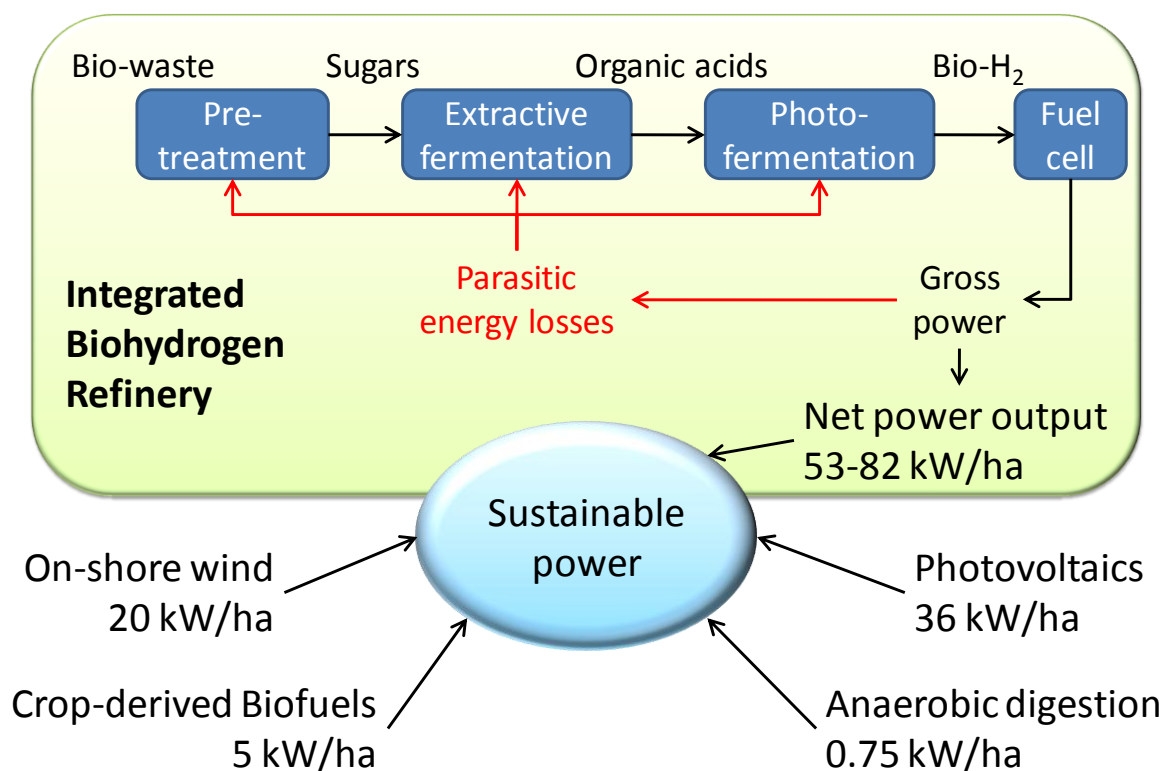 Bio-waste
Sugars
Organic acids
Bio-H₂
Pre-
treatment
Extractive
fermentation
Photo-
fermentation
Fuel
cell
Parasitic
energy losses
Gross
power
Integrated
Biohydrogen
Refinery
Net power output
53-82 kW/ha
Sustainable
power
On-shore wind
20 kW/ha
Photovoltaics
36 kW/ha
Crop-derived Biofuels
5 kW/ha
Anaerobic digestion
0.75 kW/ha